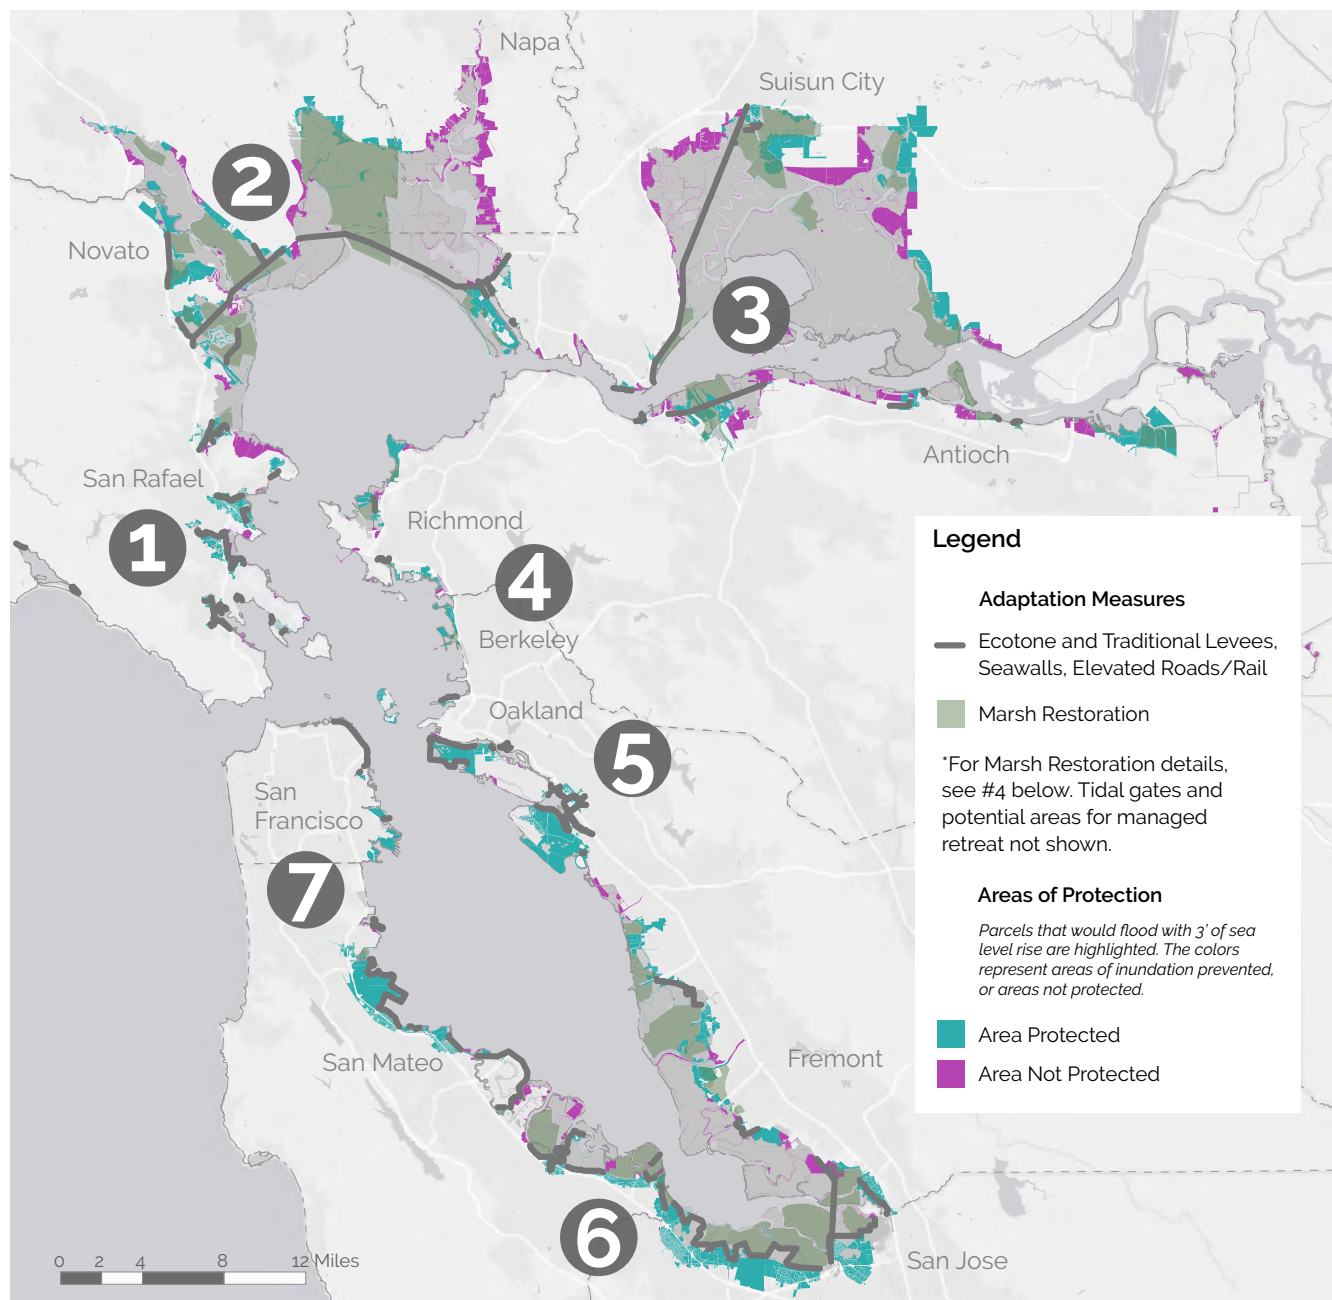 Napa
Suisun City
2
Novato
3
Antioch
San Rafael
1
Richmond
4
Berkeley
Oakland
5
San
Francisco
7
San Mateo
Fremont
6
San Jose
0 2 4 8 12 Miles
Legend
Adaptation Measures
Ecotone and Traditional Levees,
Seawalls, Elevated Roads/Rail
Marsh Restoration
*For Marsh Restoration details,
see #4 below. Tidal gates and
potential areas for managed
retreat not shown.
Areas of Protection
Parcels that would flood with 3' of sea
level rise are highlighted. The colors
represent areas of inundation prevented,
or areas not protected.
Area Protected
Area Not Protected